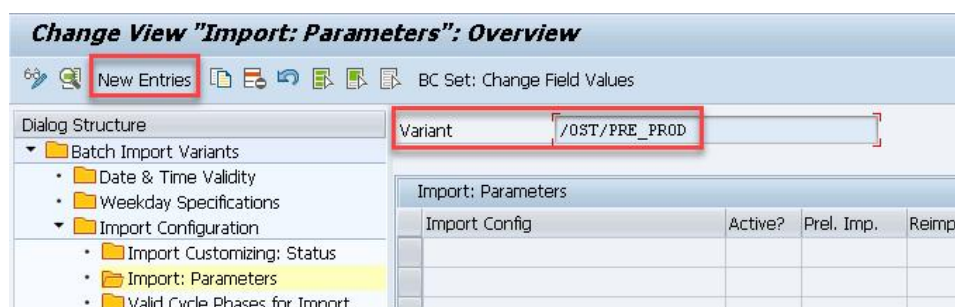 Change View "Import: Parameters": Overview
New Entries BC Set: Change Field Values
Dialog Structure
Batch Import Variants
Date & Time Validity
Weekday Specifications
Import Configuration
Import Customizing: Status
Import: Parameters
Valid Cycle Phases for Import
Variant /0ST/PRE_PROD
Import: Parameters
Import Config Active? Prel. Imp. Reimp